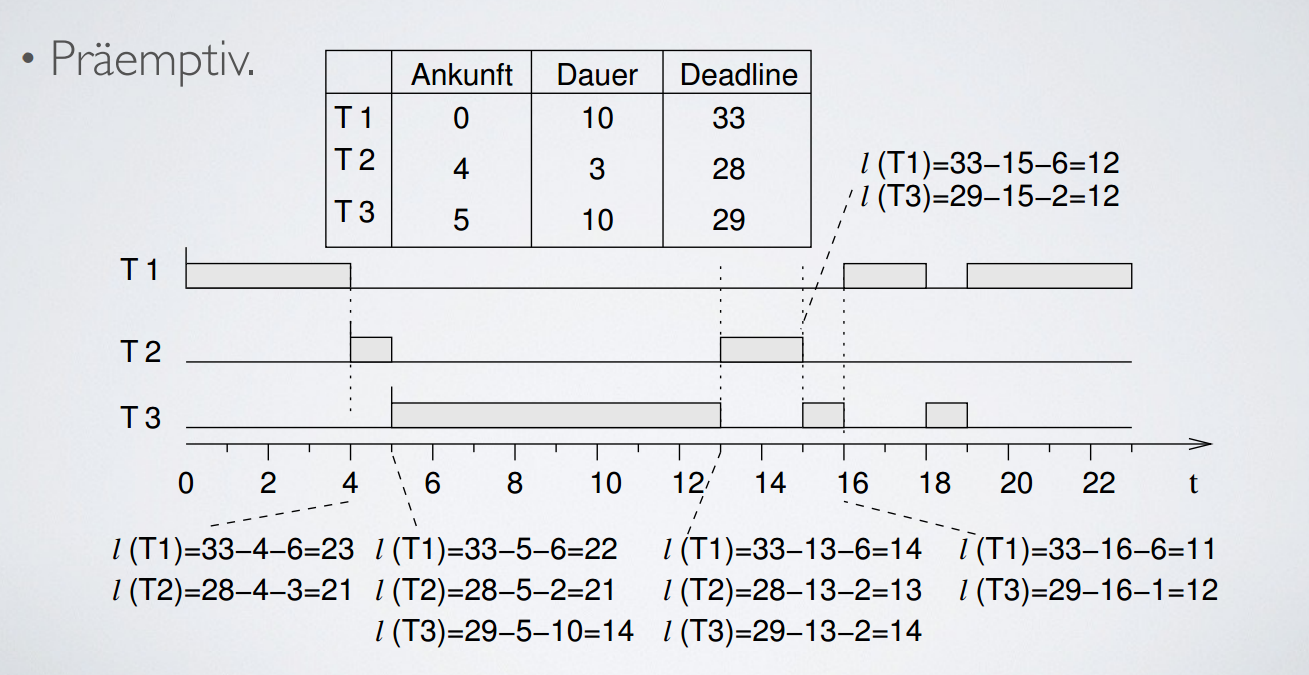 • Präemptiv.
Ankunft Dauer Deadline
T 1 0 10 33
T 2 4 3 28
T 3 5 10 29
l (T1)=33–15–6=12
l (T3)=29–15–2=12
T 1
T 2
T 3
0 2 4 6 8 10 12 14 16 18 20 22 t
l (T1)=33–4–6=23 l (T1)=33–5–6=22 l (T1)=33–13–6=14 l (T1)=33–16–6=11
l (T2)=28–4–3=21 l (T2)=28–5–2=21 l (T2)=28–13–2=13 l (T3)=29–16–1=12
l (T3)=29–5–10=14 l (T3)=29–13–2=14